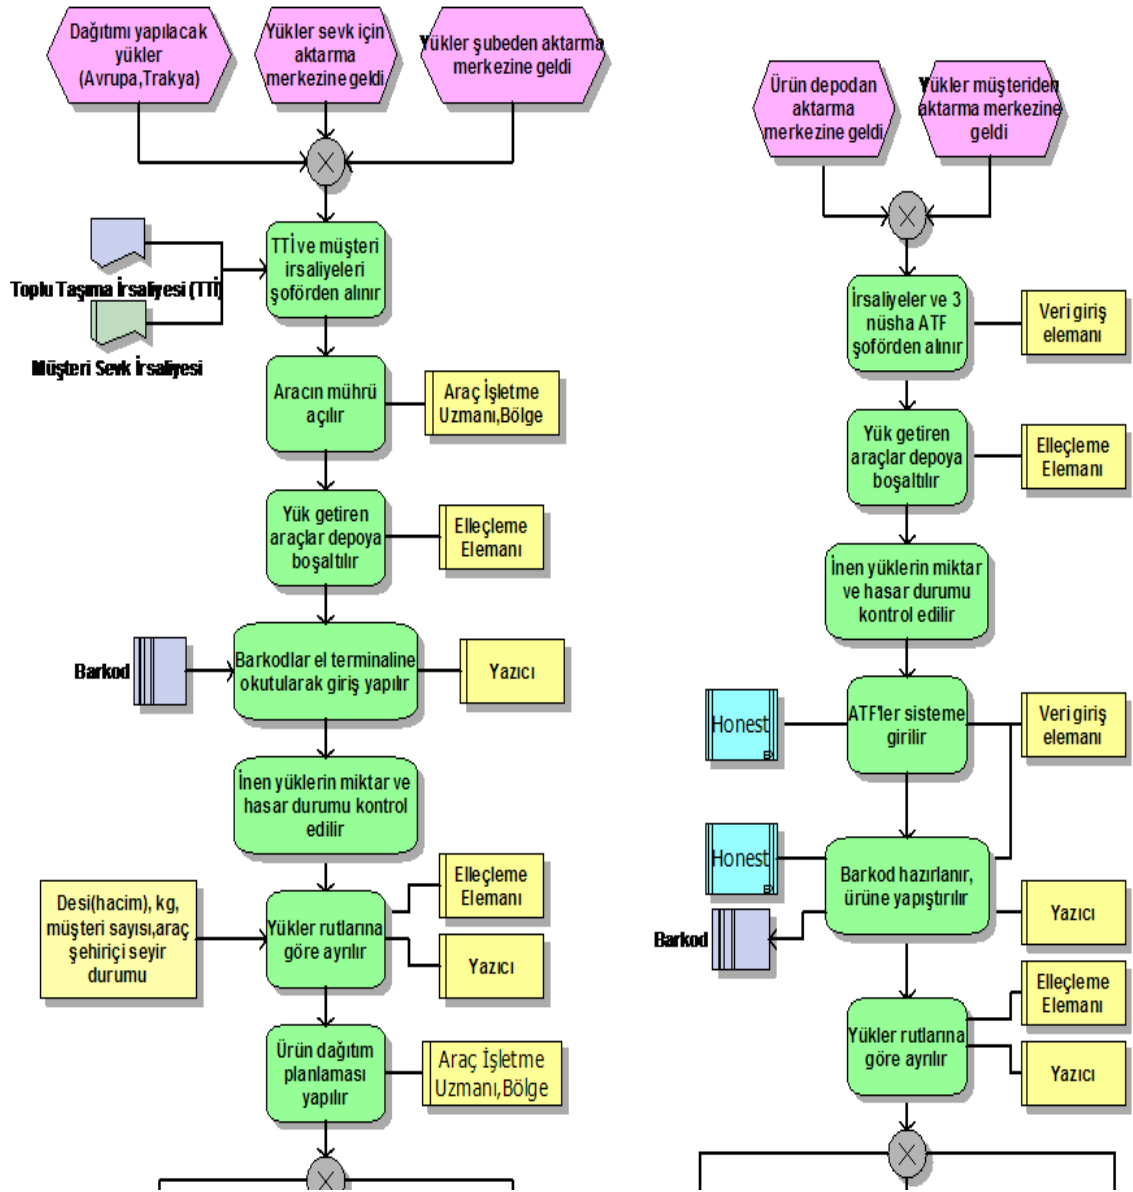 Dağıtımı yapılacak
yükler
(Avrupa,Trakya)
Yükler sevk için
aktarma
merkezine geldi
Yükler şubeden aktarma
merkezine geldi
TTİ ve müşteri
irsaliyeleri
şoförden alınır
Toplu Taşıma İrsaliyesi (TTİ)
Müşteri Sevk İrsaliyesi
Aracın mührü
açılır
Araç İşletme
Uzmanı,Bölge
Yük getiren
araçlar depoya
boşaltılır
Elleçleme
Elemanı
Barkod
Barkodlar el terminaline
okutularak giriş yapılır
Yazıcı
İnen yüklerin miktar ve
hasar durumu kontrol
edilir
Desi(hacim), kg,
müşteri sayısı,araç
şehiriçi seyir
durumu
Yükler rutlarına
göre ayrılır
Elleçleme
Elemanı
Yazıcı
Ürün dağıtım
planlaması
yapılır
Araç İşletme
Uzmanı,Bölge
Ürün depodan
aktarma
merkezine geldi
Yükler müşteriden
aktarma merkezine
geldi
İrsaliyeler ve 3
nüsha ATF
şoförden alınır
Veri giriş
elemanı
Yük getiren
araçlar depoya
boşaltılır
Elleçleme
Elemanı
İnen yüklerin miktar
ve hasar durumu
kontrol edilir
Honest
ATF'ler sisteme
girilir
Veri giriş
elemanı
Honest
Barkod hazırlanır,
ürüne yapıştırılır
Barkod
Yazıcı
Yükler rutlarına
göre ayrılır
Elleçleme
Elemanı
Yazıcı